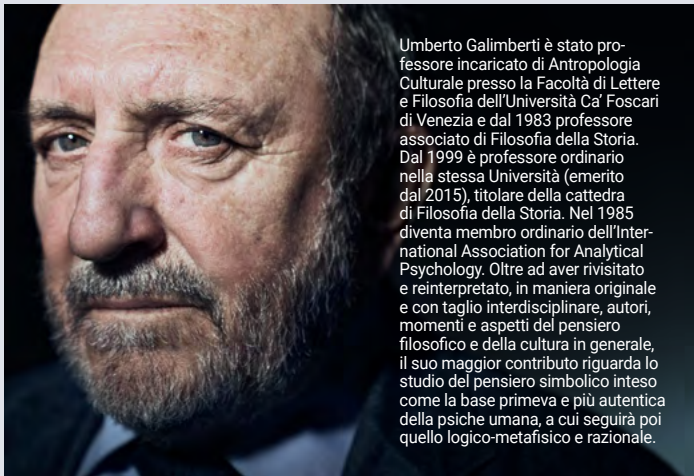 Umberto Galimberti è stato pro-
fessore incaricato di Antropologia
Culturale presso la Facoltà di Lettere
e Filosofia dell’Università Ca’ Foscari
di Venezia e dal 1983 professore
associato di Filosofia della Storia.
Dal 1999 è professore ordinario
nella stessa Università (emerito
dal 2015), titolare della cattedra
di Filosofia della Storia. Nel 1985
diventa membro ordinario dell’Inter-
national Association for Analytical
Psychology. Oltre ad aver rivisitato
e reinterpretato, in maniera originale
e con taglio interdisciplinare, autori,
momenti e aspetti del pensiero
filosofico e della cultura in generale,
il suo maggior contributo riguarda lo
studio del pensiero simbolico inteso
come la base primeva e più autentica
della psiche umana, a cui seguirà poi
quello logico-metafisico e razionale.